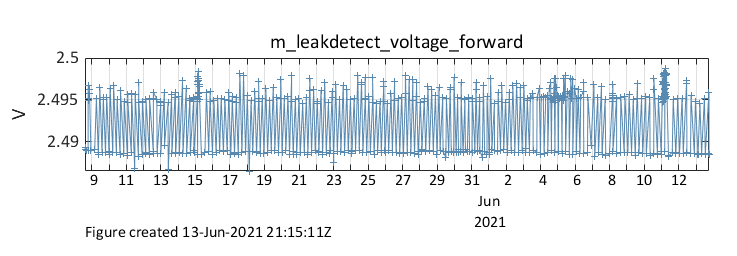 m_leakdetect_voltage_forward
2.5
2.495
2.49
V
9 11 13 15 17 19 21 23 25 27 29 31 2 4 6 8 10 12
Jun
2021
Figure created 13-Jun-2021 21:15:11Z